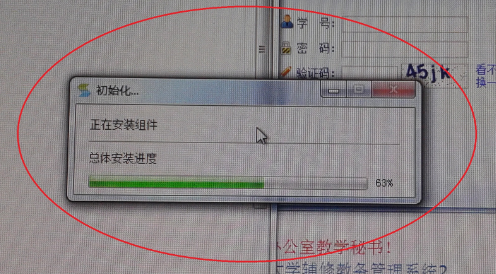 学 号:
密 码:
验证码:
45jk
看不
换一
初始化...
正在安装组件
总体安装进度
63%
公室教学秘书!
学辅修教务管理系统?